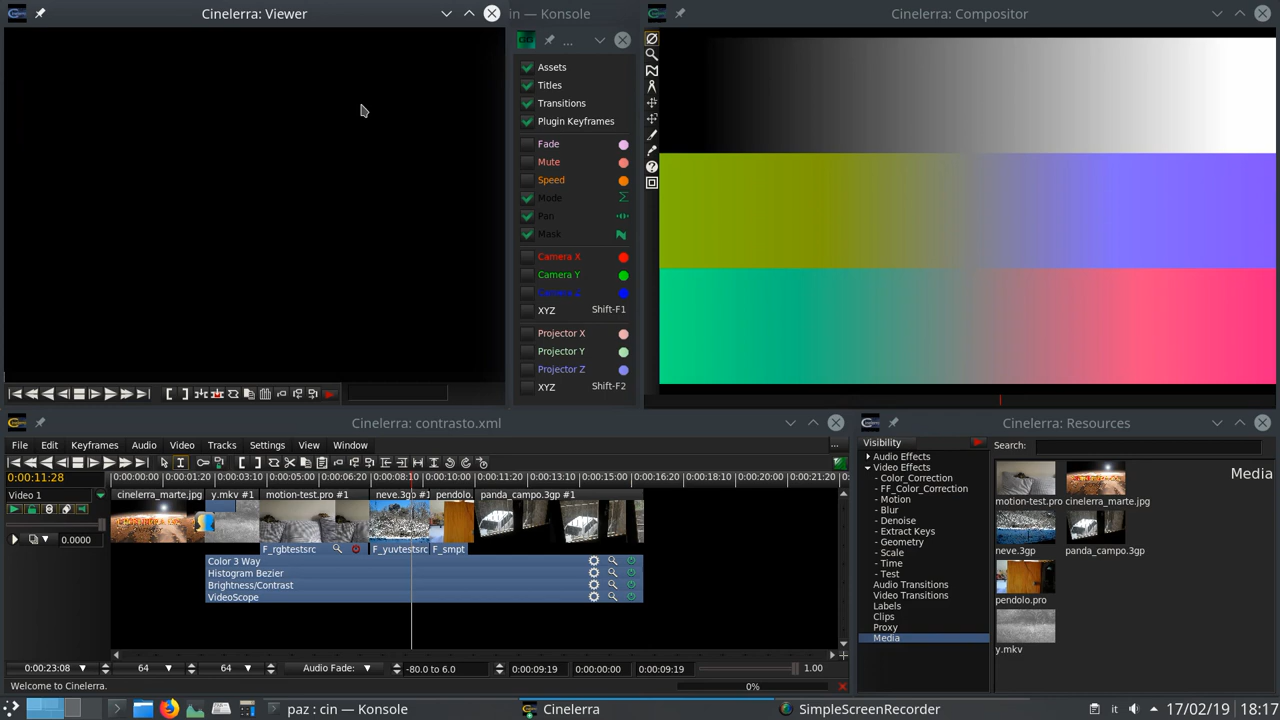 Cinelerra: Viewer
cin — Konsole
...
Cinelerra: Compositor
Assets
Titles
Transitions
Plugin Keyframes
Fade
Mute
Speed
Mode
Pan
Mask
Camera X
Camera Y
XYZ Shift-F1
Projector X
Projector Y
Projector Z
XYZ Shift-F2
Cinelerra: contrasto.xml
File Edit Keyframes Audio Video Tracks Settings View Window ...
0:00:11:28
0:00:00:00 0:00:01:20 0:00:03:10 0:00:05:00 0:00:06:20 0:00:08:10 0:00:10:00 0:00:11:20 0:00:13:10 0:00:15:00 0:00:16:20 0:00:18:10 0:00:20:00 0:00:21:20
Video 1
cinelerra_marte.jpg y.mkv #1 motion-test.pro #1 neve.3gp #1 pendolo. panda_campo.3gp #1
0.0000
F_rgbtestsrc F_yuvtestsrc F_smpt
Color 3 Way
Histogram Bezier
Brightness/Contrast
VideoScope
0:00:23:08 64 64 Audio Fade: -80.0 to 6.0 0:00:09:19 0:00:00:00 0:00:09:19 1.00
Welcome to Cinelerra.
0%
Cinelerra: Resources
Visibility
Search:
Audio Effects
Video Effects
- Color_Correction
- FF_Color_Correction
- Motion
- Blur
- Denoise
- Extract Keys
- Geometry
- Scale
- Time
- Test
Audio Transitions
Video Transitions
Labels
Clips
Proxy
Media
Media
motion-test.pro cinelerra_marte.jpg
neve.3gp panda_campo.3gp
pendolo.pro
y.mkv
paz : cin — Konsole
Cinelerra
SimpleScreenRecorder
it
17/02/19 18:17